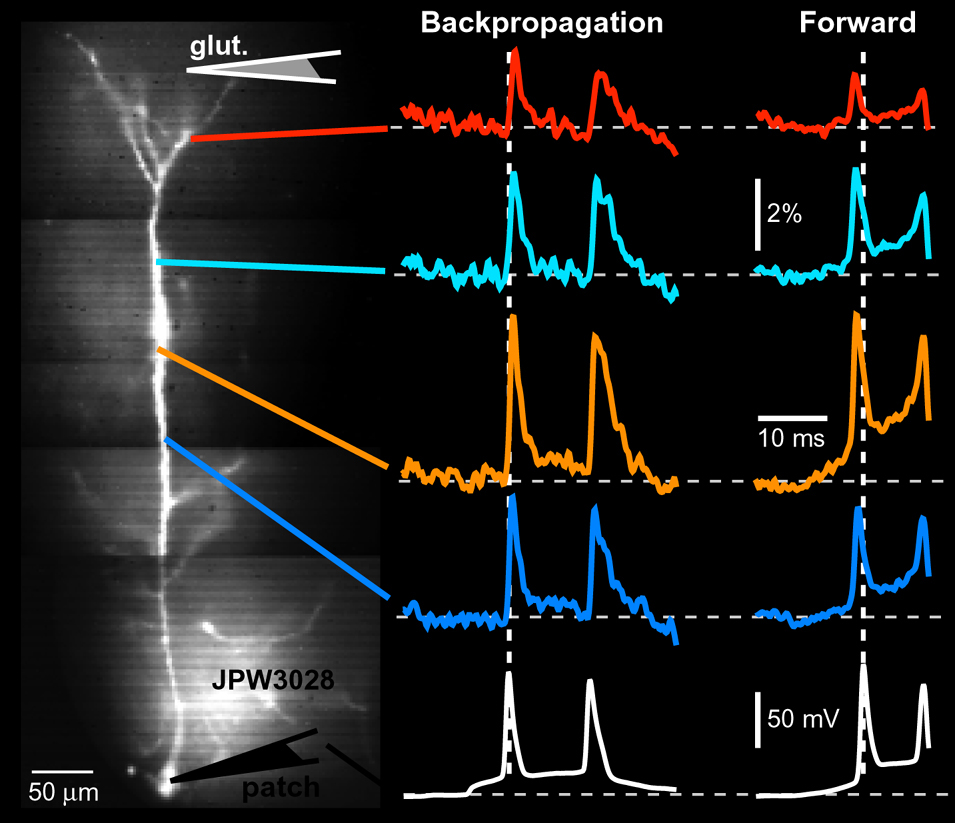 Backpropagation
Forward
glut.
2%
10 ms
JPW3028
50 mV
patch
50 μm